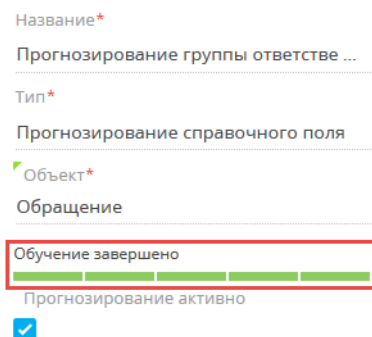 Название*
Прогнозирование группы ответстве ...
Тип*
Прогнозирование справочного поля
Объект*
Обращение
Обучение завершено
Прогнозирование активно